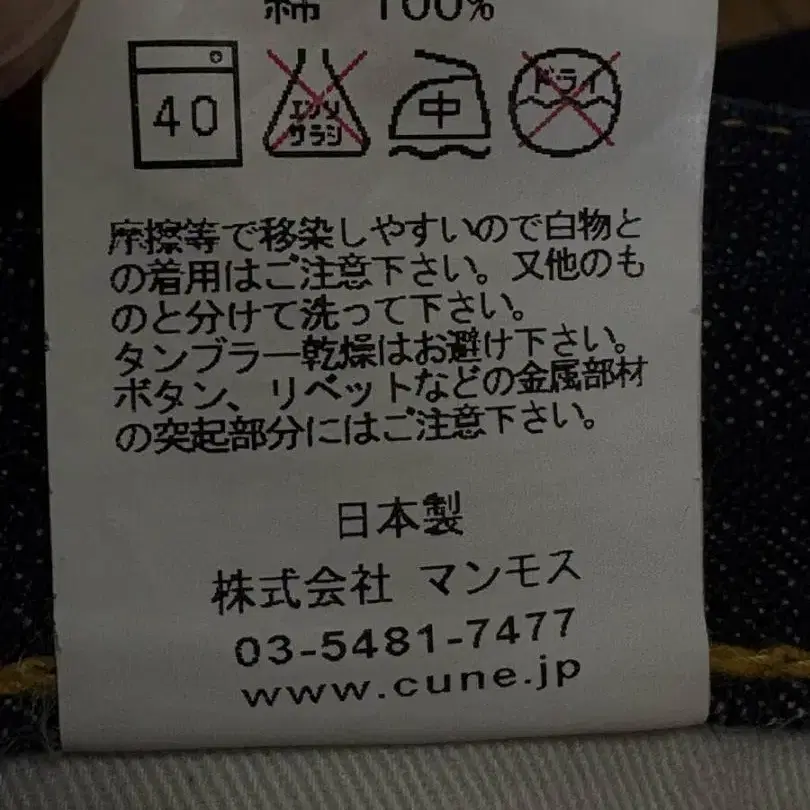 綿 100%
40
エンソ
サラシ
中
ドライ
摩擦等で移染しやすいので白物と
の着用はご注意下さい。又他のも
のと分けて洗って下さい。
タンブラー乾燥はお避け下さい。
ボタン、リベットなどの金属部材
の突起部分にはご注意下さい。
日本製
株式会社 マンモス
03-5481-7477
www.cune.jp